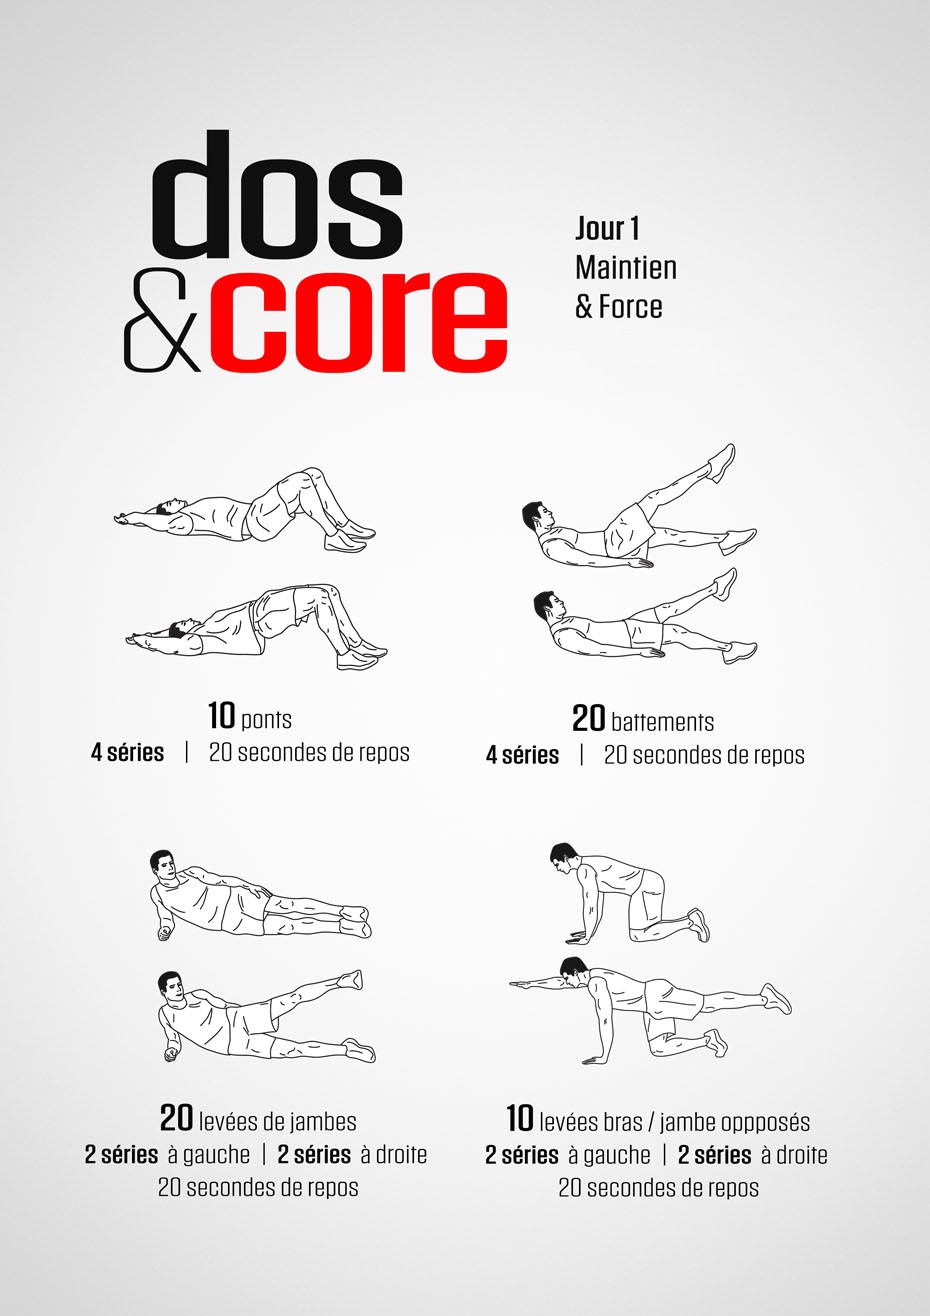 dos
&core
Jour 1
Maintien
& Force
10 ponts
4 séries | 20 secondes de repos
20 battements
4 séries | 20 secondes de repos
20 levées de jambes
2 séries à gauche | 2 séries à droite
20 secondes de repos
10 levées bras / jambe oppposés
2 séries à gauche | 2 séries à droite
20 secondes de repos